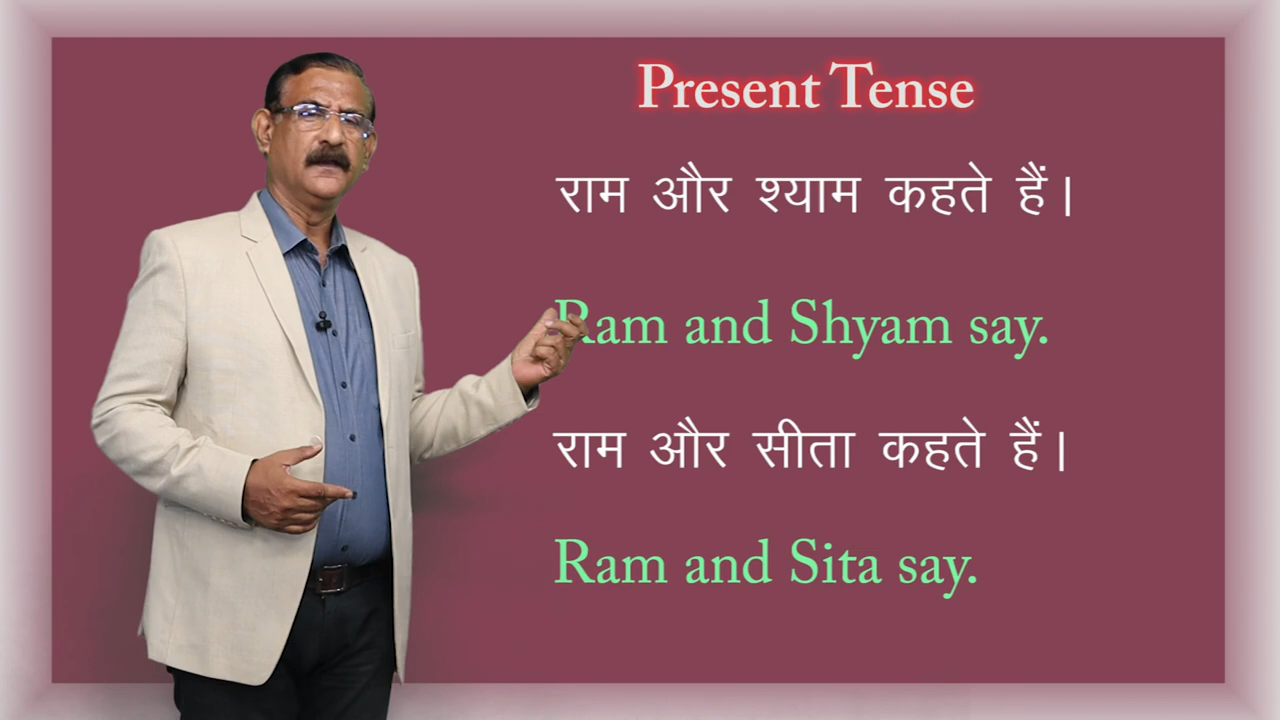 Present Tense
राम और श्याम कहते हैं।
Ram and Shyam say.
राम और सीता कहते हैं।
Ram and Sita say.